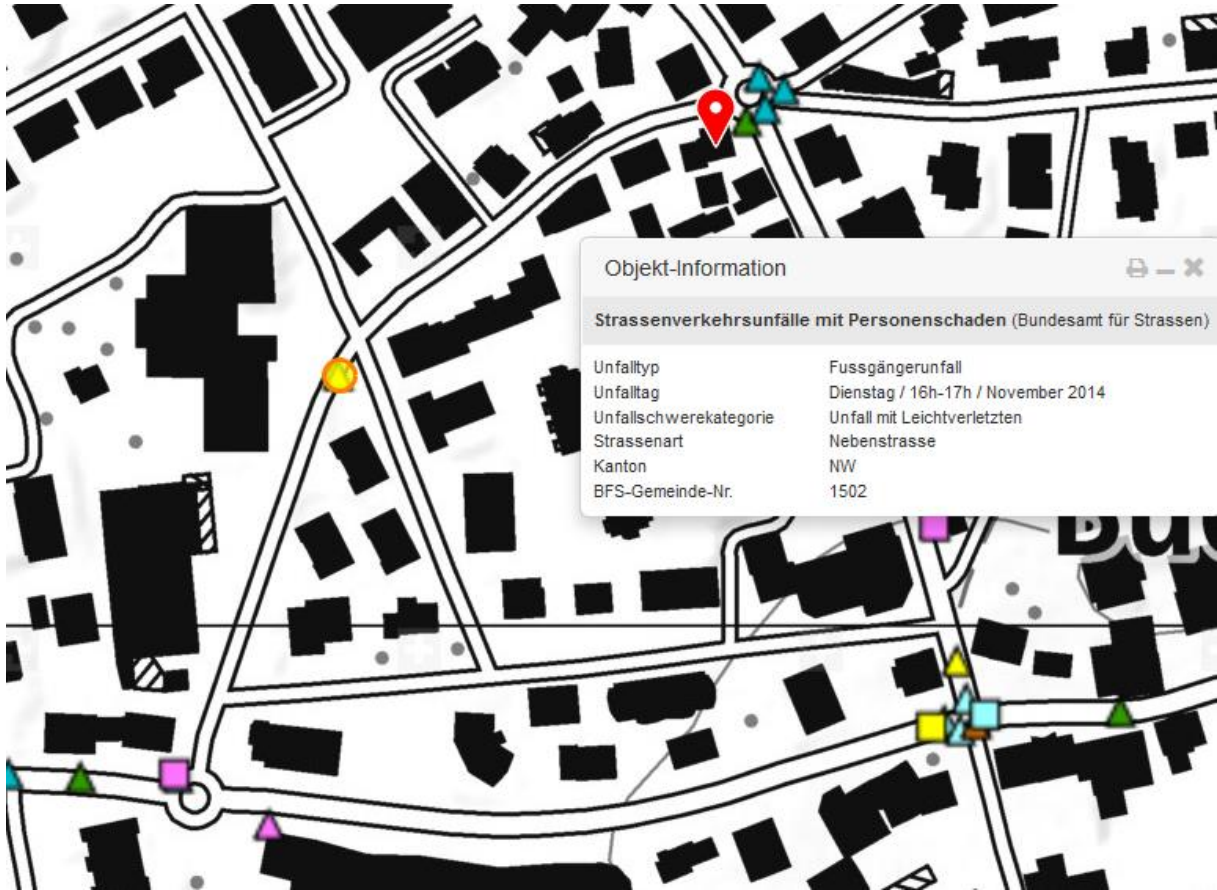 Objekt-Information
Strassenverkehrsunfälle mit Personenschaden (Bundesamt für Strassen)
Unfalltyp Fussgängerunfall
Unfalltag Dienstag / 16h-17h / November 2014
Unfallschwerekategorie Unfall mit Leichtverletzten
Strassenart Nebenstrasse
Kanton NW
BFS-Gemeinde-Nr. 1502